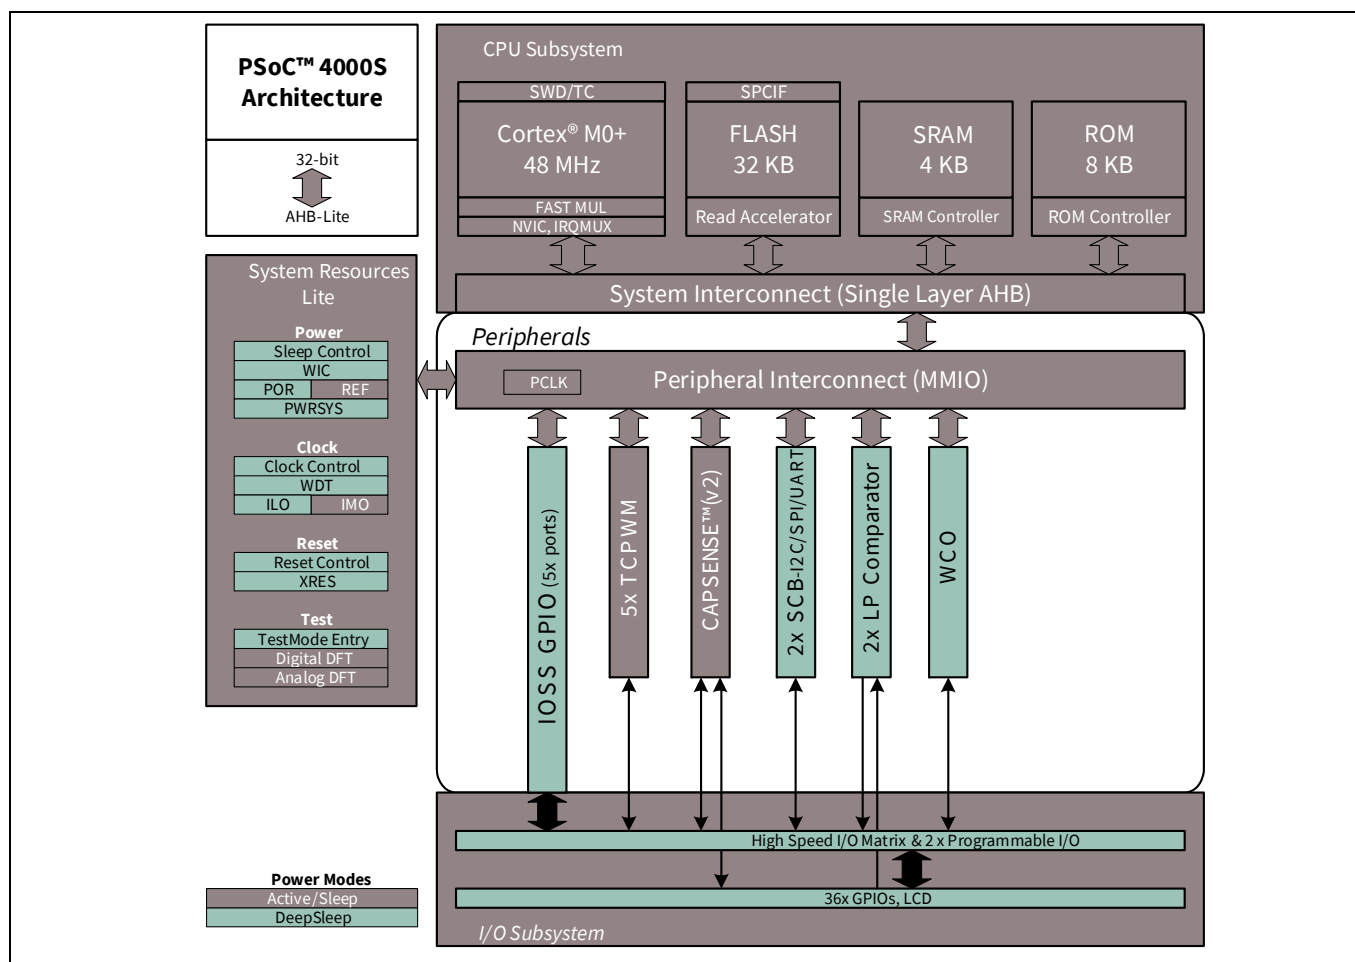 PSoC™ 4000S
Architecture
32-bit
AHB-Lite
CPU Subsystem
SWD/TC
Cortex® M0+
48 MHz
FAST MUL
NVIC, IRQMUX
SPCIF
FLASH
32 KB
Read Accelerator
SRAM
4 KB
SRAM Controller
ROM
8 KB
ROM Controller
System Interconnect (Single Layer AHB)
System Resources
Lite
Power
Sleep Control
WIC
POR
REF
PWRSYS
Clock
Clock Control
WDT
ILO
IMO
Reset
Reset Control
XRES
Test
TestMode Entry
Digital DFT
Analog DFT
Peripherals
PCLK
Peripheral Interconnect (MMIO)
IOSS GPIO (5x ports)
5x TCPWM
CAPSENSE™(v2)
2x SCB-I2C/SPI/UART
2x LP Comparator
WCO
High Speed I/O Matrix & 2 x Programmable I/O
36x GPIOs, LCD
I/O Subsystem
Power Modes
Active/Sleep
DeepSleep